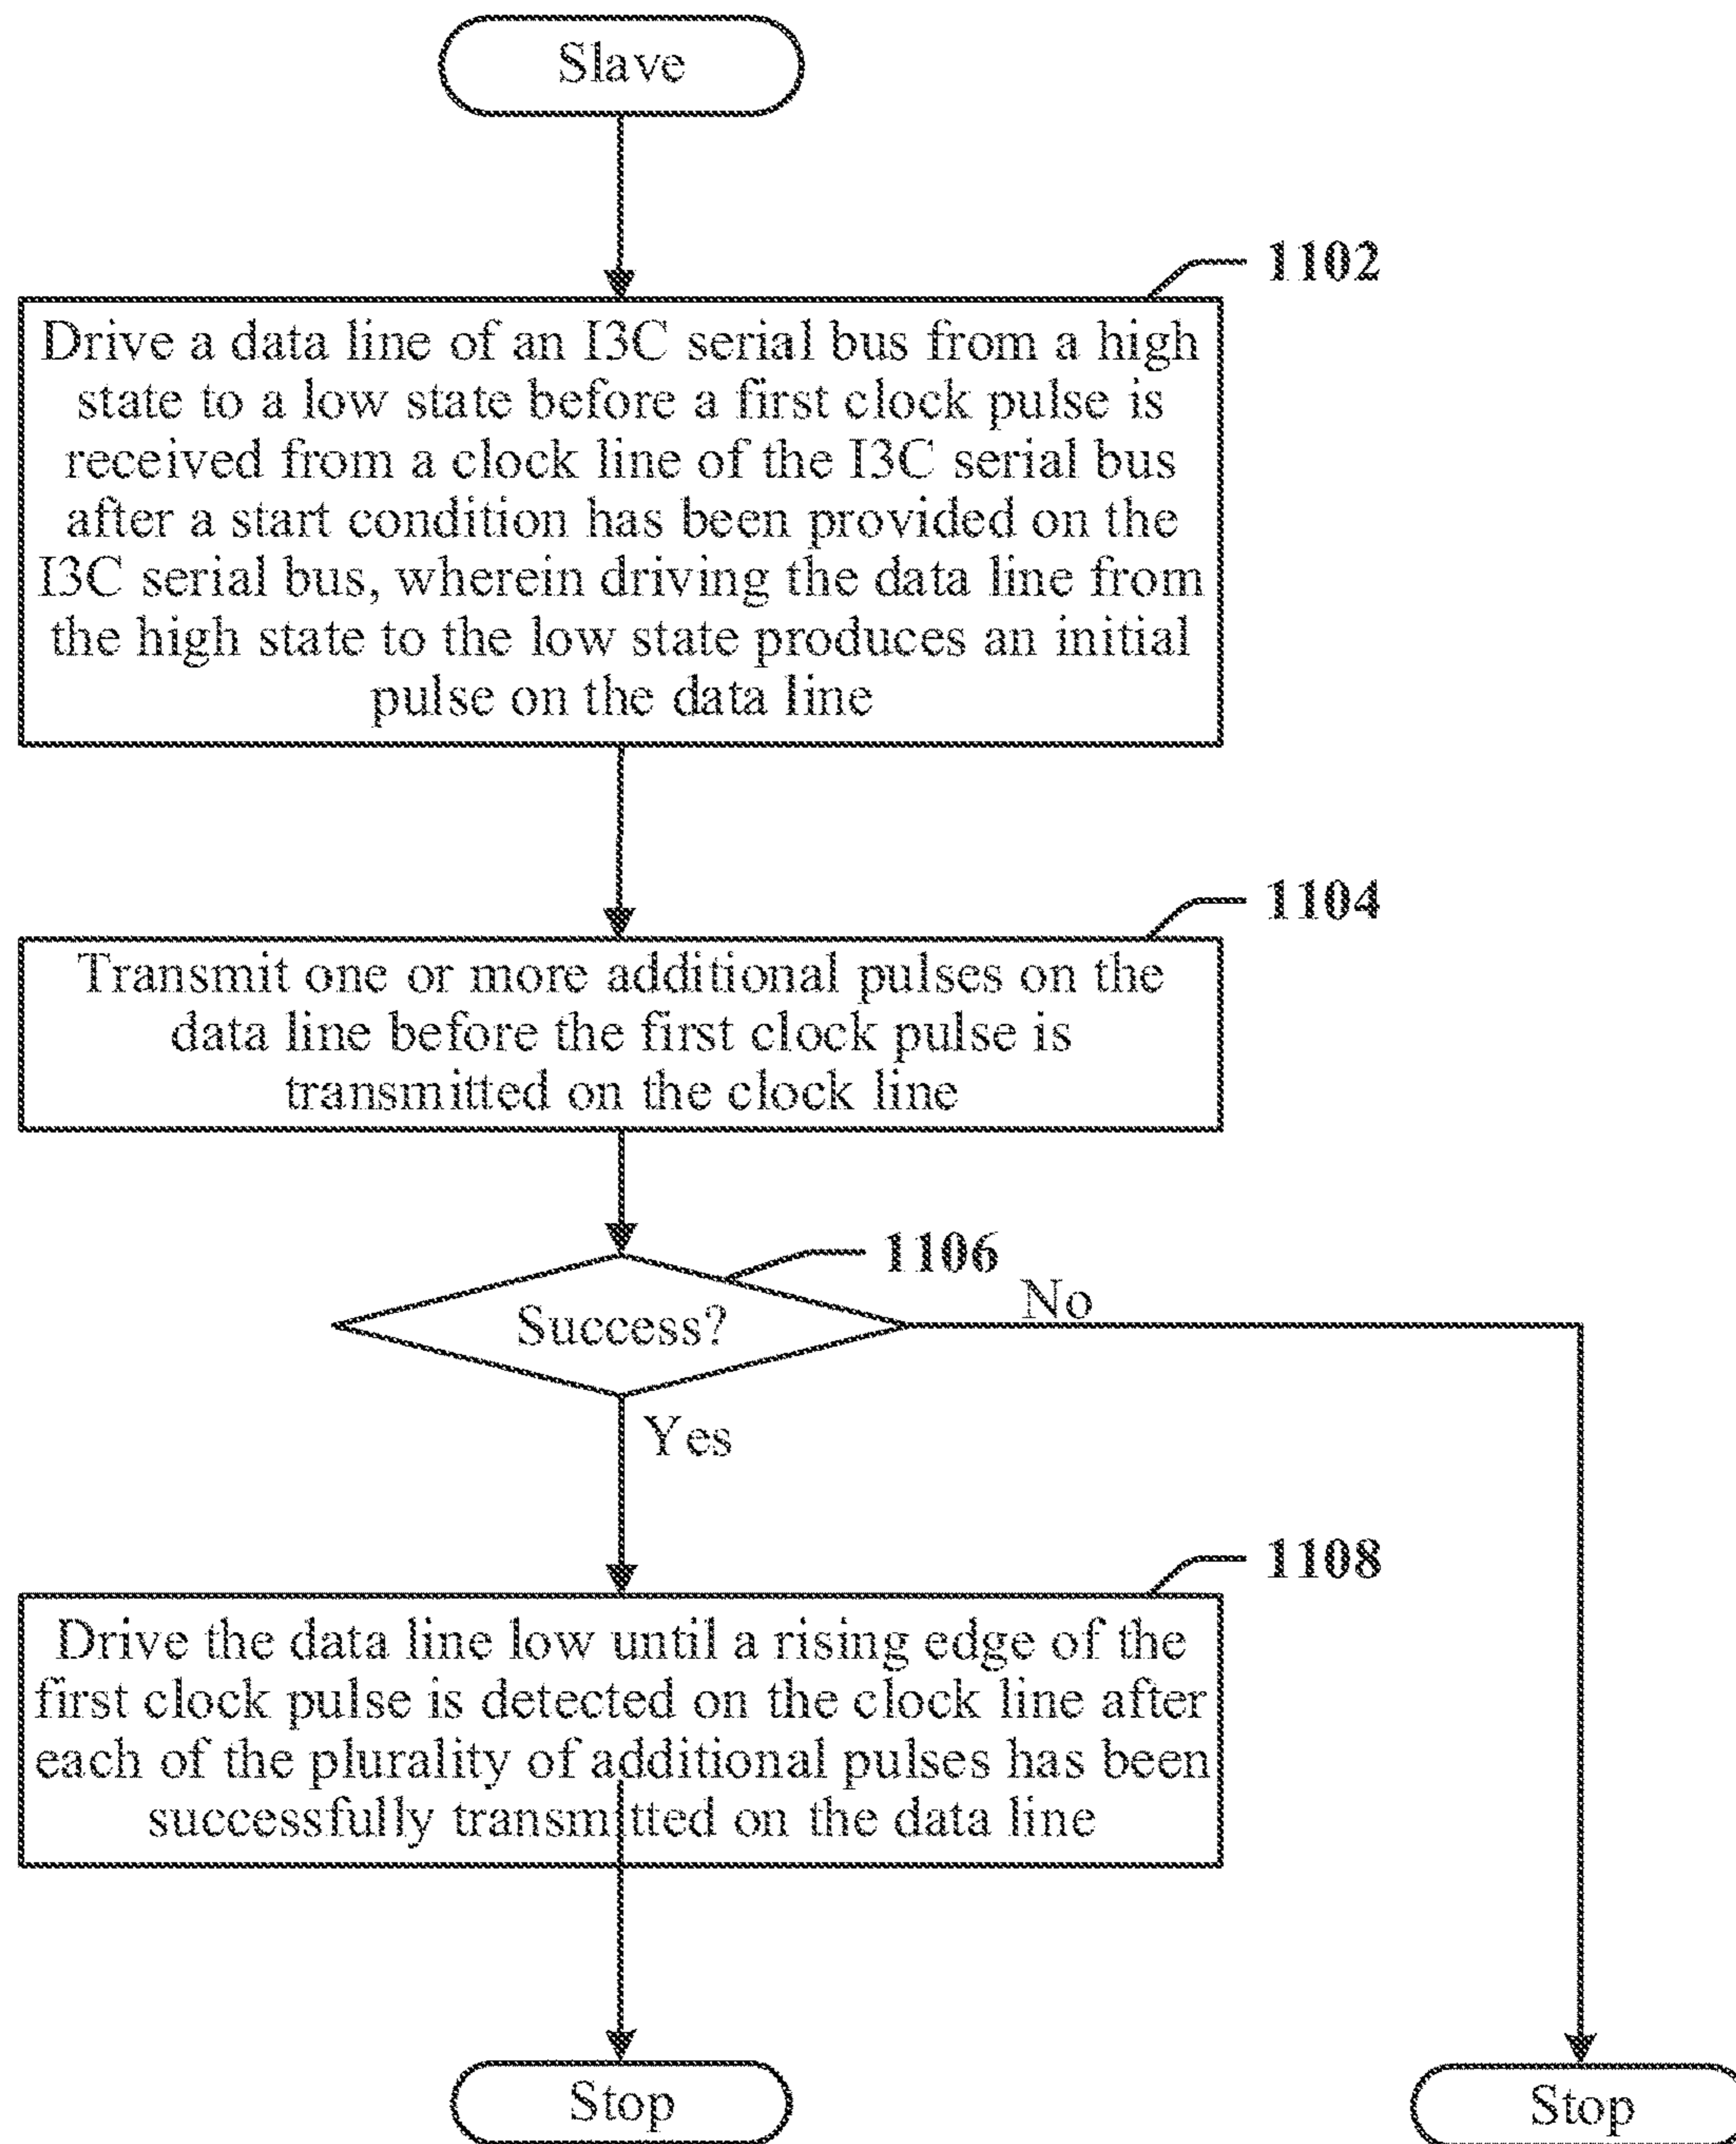 Slave
1102
Drive a data line of an I3C serial bus from a high
state to a low state before a first clock pulse is
received from a clock line of the I3C serial bus
after a start condition has been provided on the
I3C serial bus, wherein driving the data line from
the high state to the low state produces an initial
pulse on the data line
1104
Transmit one or more additional pulses on the
data line before the first clock pulse is
transmitted on the clock line
1106
Success?
No
Yes
1108
Drive the data line low until a rising edge of the
first clock pulse is detected on the clock line after
each of the plurality of additional pulses has been
successfully transmitted on the data line
Stop
Stop